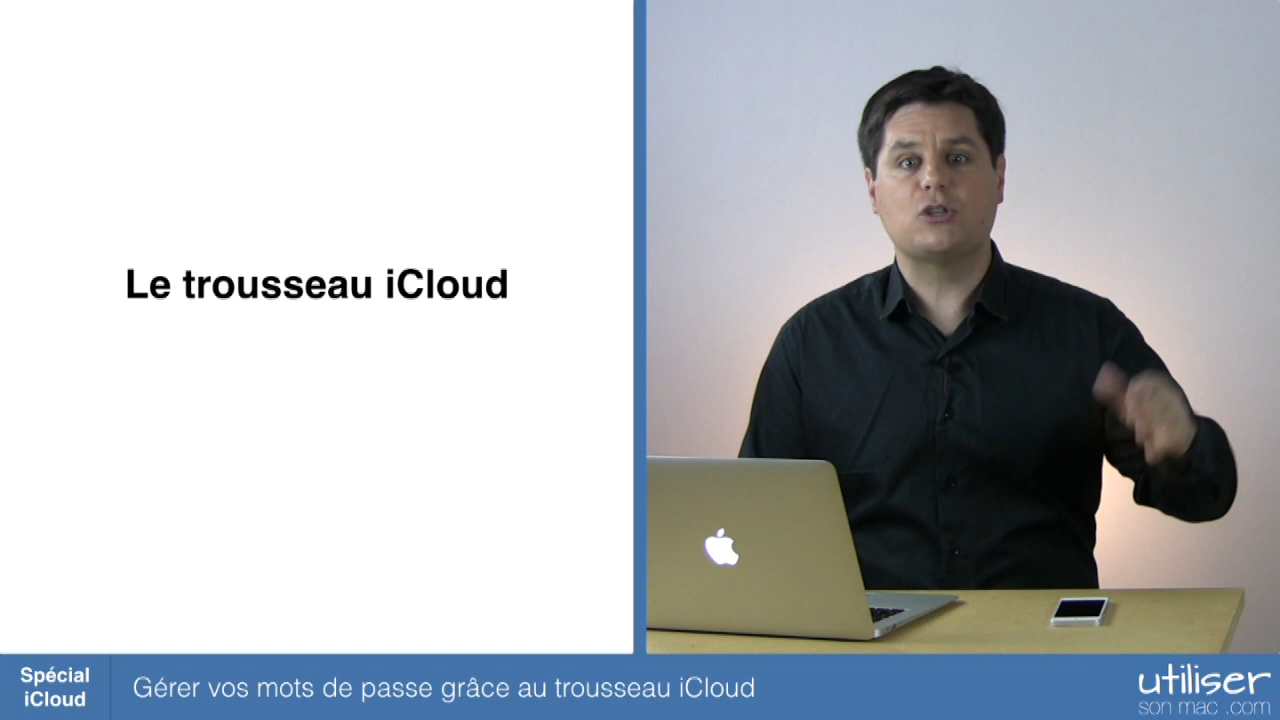 Le trousseau iCloud
Spécial
iCloud
Gérer vos mots de passe grâce au trousseau iCloud
utiliser
son mac .com